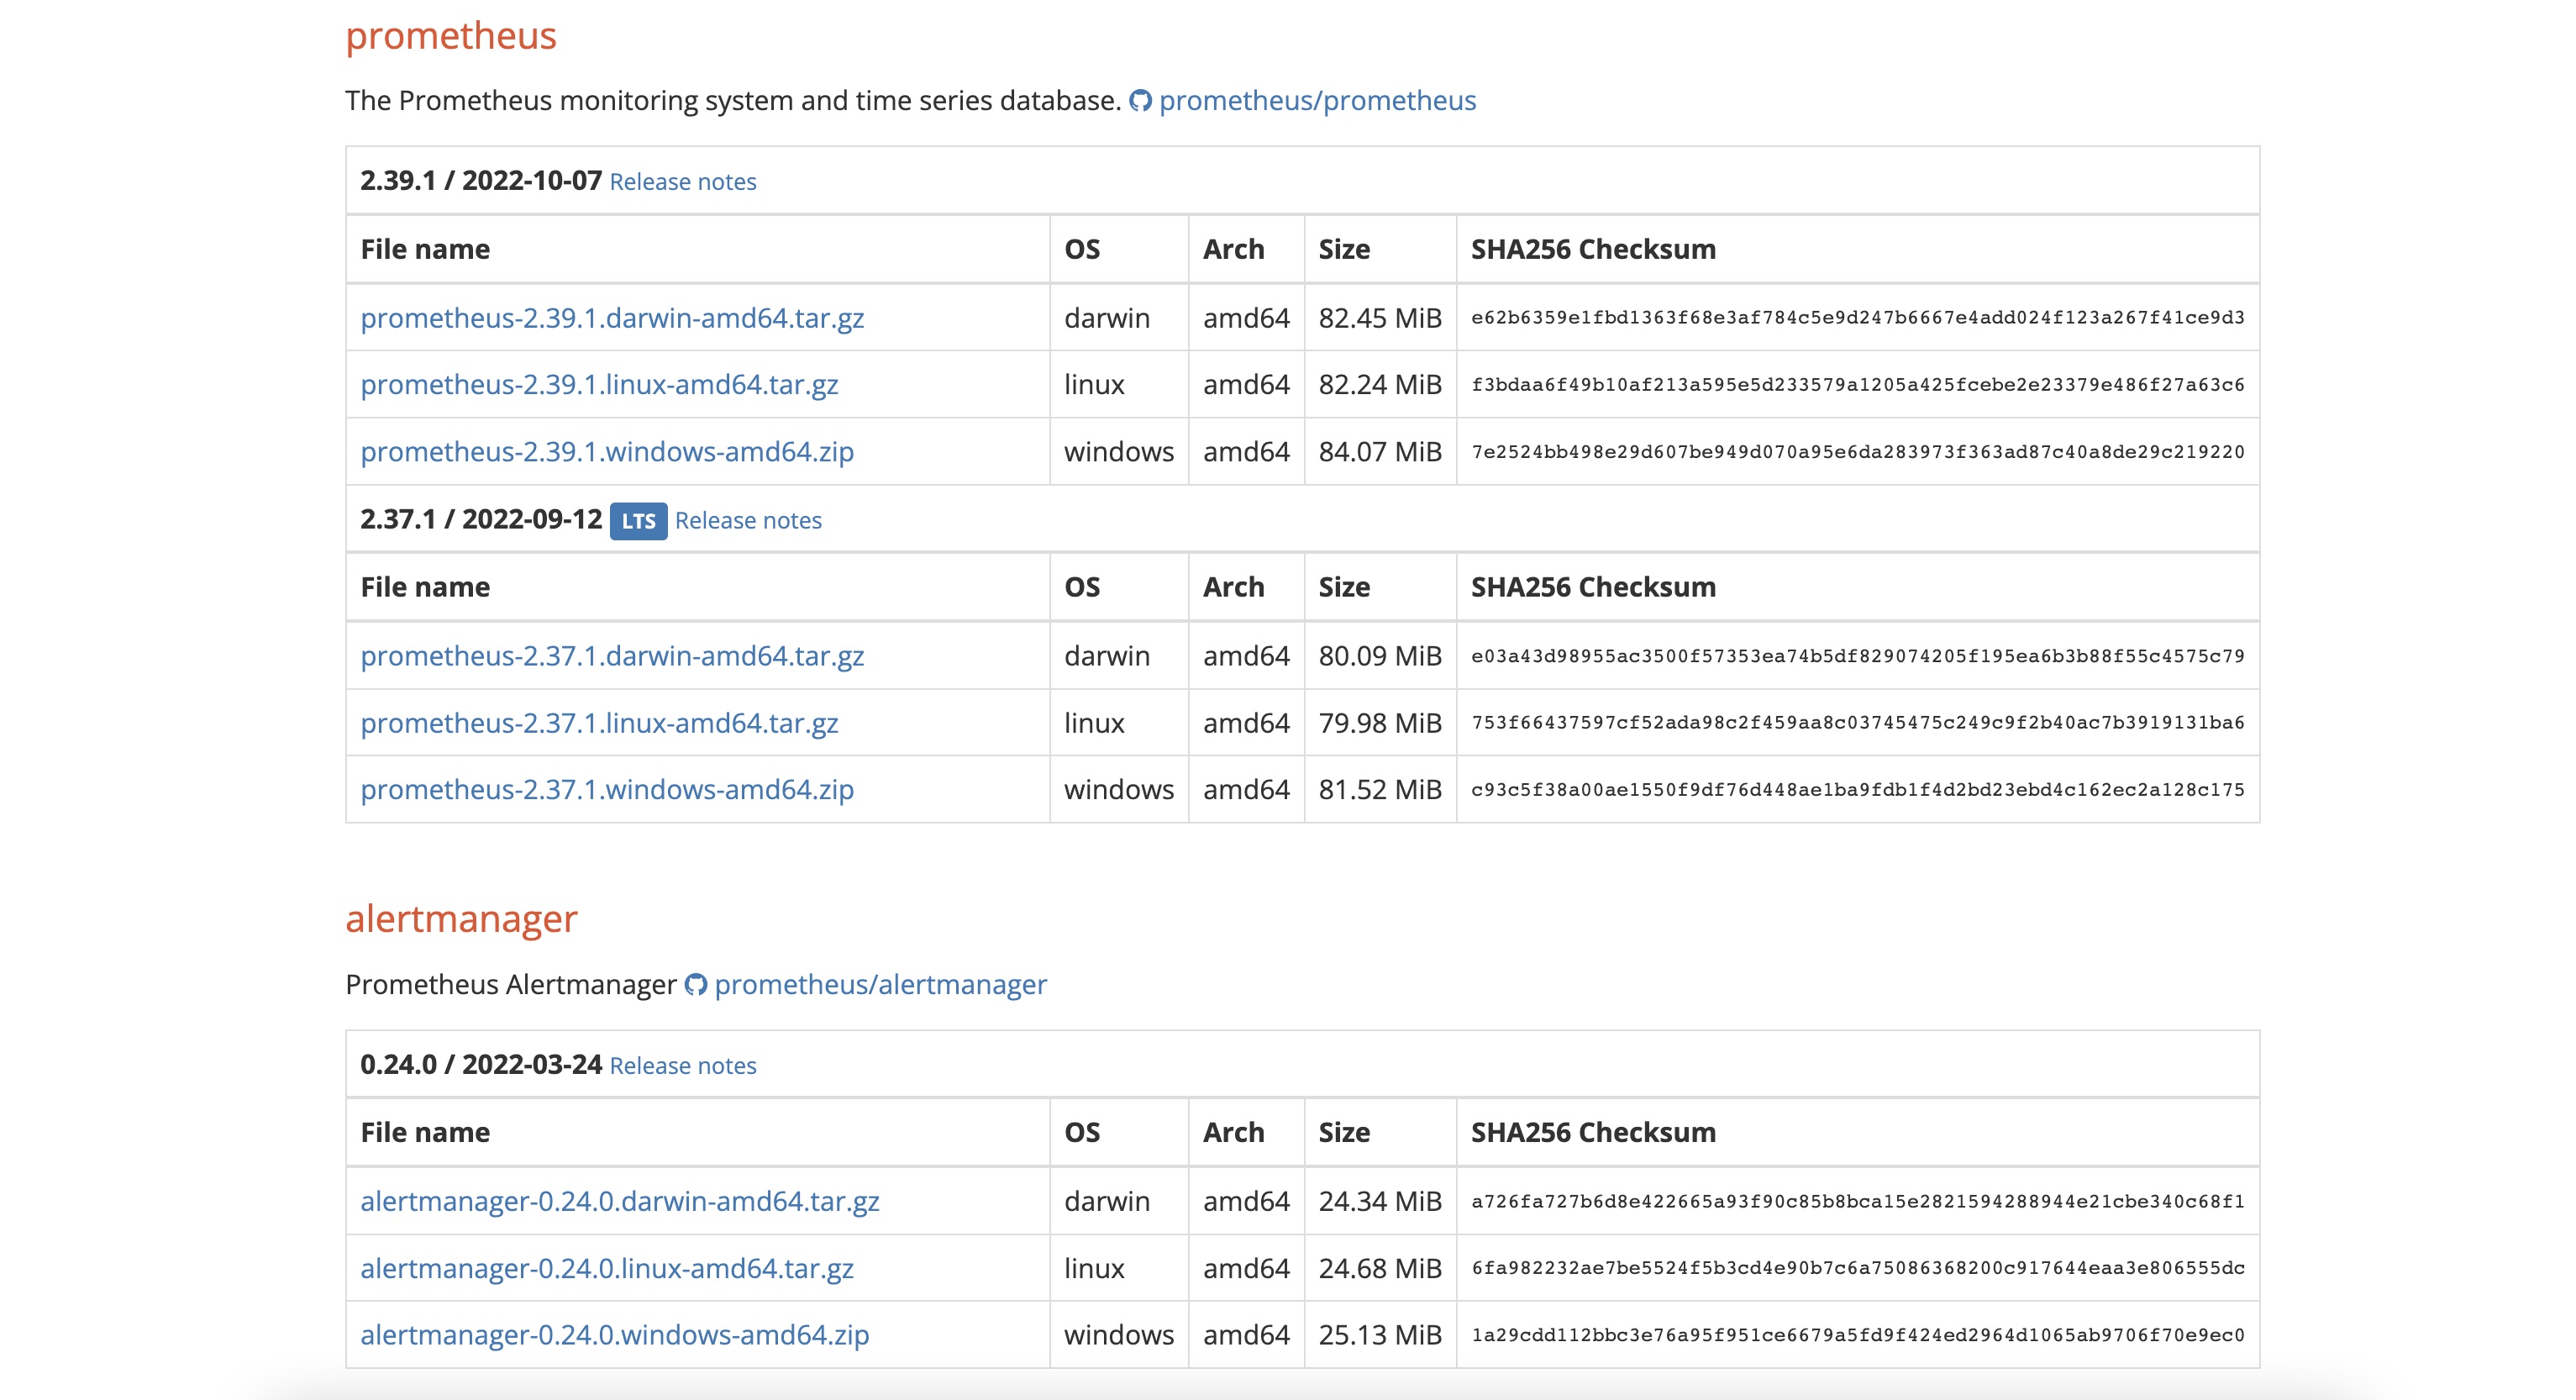 prometheus
The Prometheus monitoring system and time series database. prometheus/prometheus
2.39.1 / 2022-10-07 Release notes
File name OS Arch Size SHA256 Checksum
prometheus-2.39.1.darwin-amd64.tar.gz darwin amd64 82.45 MiB e62b6359e1fbd1363f68e3af784c5e9d247b6667e4add024f123a267f41ce9d3
prometheus-2.39.1.linux-amd64.tar.gz linux amd64 82.24 MiB f3bdaa6f49b10af213a595e5d233579a1205a425fcebe2e23379e486f27a63c6
prometheus-2.39.1.windows-amd64.zip windows amd64 84.07 MiB 7e2524bb498e29d607be949d070a95e6da283973f363ad87c40a8de29c219220
2.37.1 / 2022-09-12 LTS Release notes
File name OS Arch Size SHA256 Checksum
prometheus-2.37.1.darwin-amd64.tar.gz darwin amd64 80.09 MiB e03a43d98955ac3500f57353ea74b5df829074205f195ea6b3b88f55c4575c79
prometheus-2.37.1.linux-amd64.tar.gz linux amd64 79.98 MiB 753f66437597cf52ada98c2f459aa8c03745475c249c9f2b40ac7b3919131ba6
prometheus-2.37.1.windows-amd64.zip windows amd64 81.52 MiB c93c5f38a00ae1550f9df76d448ae1ba9fdb1f4d2bd23ebd4c162ec2a128c175
alertmanager
Prometheus Alertmanager prometheus/alertmanager
0.24.0 / 2022-03-24 Release notes
File name OS Arch Size SHA256 Checksum
alertmanager-0.24.0.darwin-amd64.tar.gz darwin amd64 24.34 MiB a726fa727b6d8e422665a93f90c85b8bca15e2821594288944e21cbe340c68f1
alertmanager-0.24.0.linux-amd64.tar.gz linux amd64 24.68 MiB 6fa982232ae7be5524f5b3cd4e90b7c6a75086368200c917644eaa3e806555dc
alertmanager-0.24.0.windows-amd64.zip windows amd64 25.13 MiB 1a29cdd112bbc3e76a95f951ce6679a5fd9f424ed2964d1065ab9706f70e9ec0